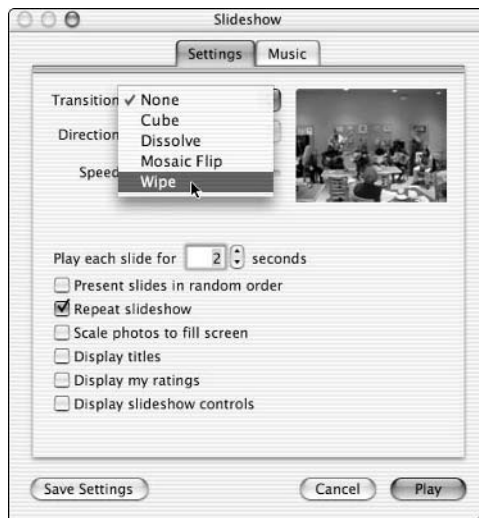 Slideshow
Settings Music
Transition ✓ None
Cube
Direction
Dissolve
Mosaic Flip
Speed
Wipe
Play each slide for 2 seconds
Present slides in random order
Repeat slideshow
Scale photos to fill screen
Display titles
Display my ratings
Display slideshow controls
Save Settings Cancel Play